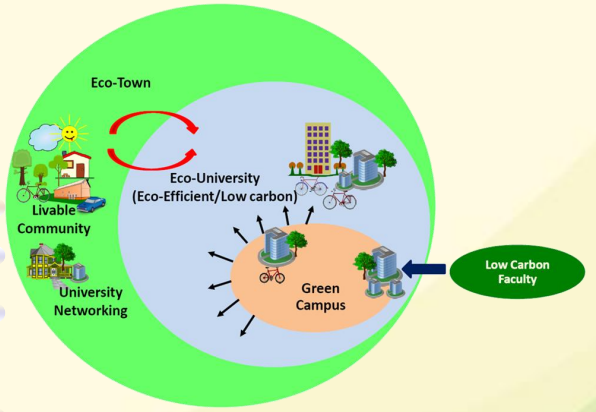 Eco-Town
Eco-University
(Eco-Efficient/Low carbon)
Livable
Community
University
Networking
Green
Campus
Low Carbon
Faculty